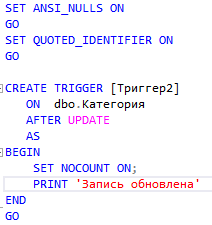 SET ANSI_NULLS ON
GO
SET QUOTED_IDENTIFIER ON
GO
CREATE TRIGGER [Триггер2]
ON dbo.Категория
AFTER UPDATE
AS
BEGIN
SET NOCOUNT ON;
PRINT 'Запись обновлена'
END
GO